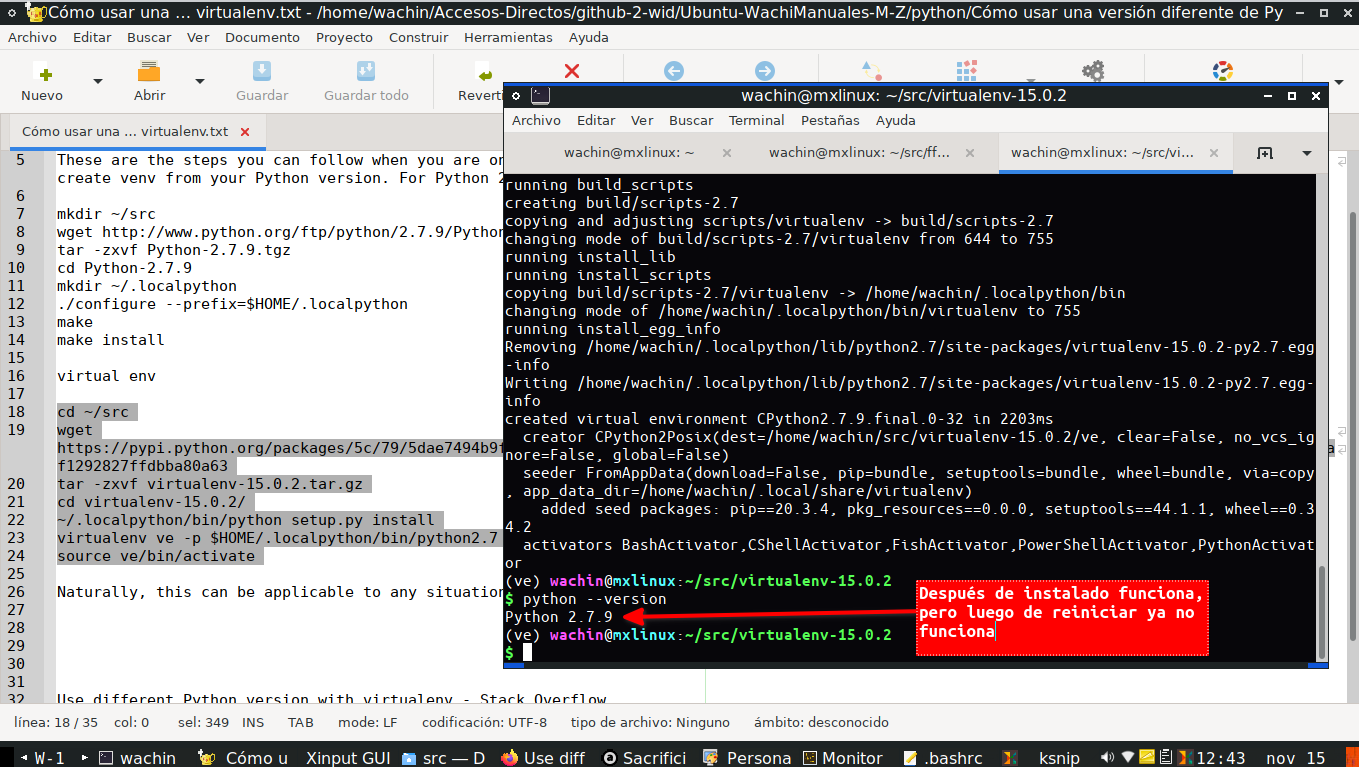 Cómo usar una ... virtualenv.txt - /home/wachin/Accesos-Directos/github-2-wid/Ubuntu-WachiManuales-M-Z/python/Cómo usar una versión diferente de Py
Archivo Editar Buscar Ver Documento Proyecto Construir Herramientas Ayuda
Nuevo Abrir Guardar Guardar todo Reverti
Cómo usar una ... virtualenv.txt
5 These are the steps you can follow when you are or
create venv from your Python version. For Python 2
6
7 mkdir ~/src
8 wget http://www.python.org/ftp/python/2.7.9/Python
9 tar -zxvf Python-2.7.9.tgz
10 cd Python-2.7.9
11 mkdir ~/.localpython
12 ./configure --prefix=$HOME/.localpython
13 make
14 make install
15
16 virtual env
17
18 cd ~/src
19 wget
https://pypi.python.org/packages/5c/79/5dae7494b9f
f1292827ffdbba80a63
20 tar -zxvf virtualenv-15.0.2.tar.gz
21 cd virtualenv-15.0.2/
22 ~/.localpython/bin/python setup.py install
23 virtualenv ve -p $HOME/.localpython/bin/python2.7
24 source ve/bin/activate
25
26 Naturally, this can be applicable to any situation
27
28
29
30
31
32 Use different Python version with virtualenv - Stack Overflow
wachin@mxlinux: ~/src/virtualenv-15.0.2
Archivo Editar Ver Buscar Terminal Pestañas Ayuda
wachin@mxlinux: ~ wachin@mxlinux: ~/src/ff... wachin@mxlinux: ~/src/vi...
running build_scripts
creating build/scripts-2.7
copying and adjusting scripts/virtualenv -> build/scripts-2.7
changing mode of build/scripts-2.7/virtualenv from 644 to 755
running install_lib
running install_scripts
copying build/scripts-2.7/virtualenv -> /home/wachin/.localpython/bin
changing mode of /home/wachin/.localpython/bin/virtualenv to 755
running install_egg_info
Removing /home/wachin/.localpython/lib/python2.7/site-packages/virtualenv-15.0.2-py2.7.egg
-info
Writing /home/wachin/.localpython/lib/python2.7/site-packages/virtualenv-15.0.2-py2.7.egg-
info
created virtual environment CPython2.7.9.final.0-32 in 2203ms
creator CPython2Posix(dest=/home/wachin/src/virtualenv-15.0.2/ve, clear=False, no_vcs_ig
nore=False, global=False)
seeder FromAppData(download=False, pip=bundle, setuptools=bundle, wheel=bundle, via=copy
, app_data_dir=/home/wachin/.local/share/virtualenv)
added seed packages: pip==20.3.4, pkg_resources==0.0.0, setuptools==44.1.1, wheel==0.3
4.2
activators BashActivator,CShellActivator,FishActivator,PowerShellActivator,PythonActivat
or
(ve) wachin@mxlinux:~/src/virtualenv-15.0.2
$ python --version
Python 2.7.9
(ve) wachin@mxlinux:~/src/virtualenv-15.0.2
$
Después de instalado funciona,
pero luego de reiniciar ya no
funciona
línea: 18 / 35 col: 0 sel: 349 INS TAB mode: LF codificación: UTF-8 tipo de archivo: Ninguno ámbito: desconocido
W-1 wachin Cómo u Xinput GUI src — D Use diff Sacrifici Persona Monitor .bashrc ksnip 12:43 nov 15